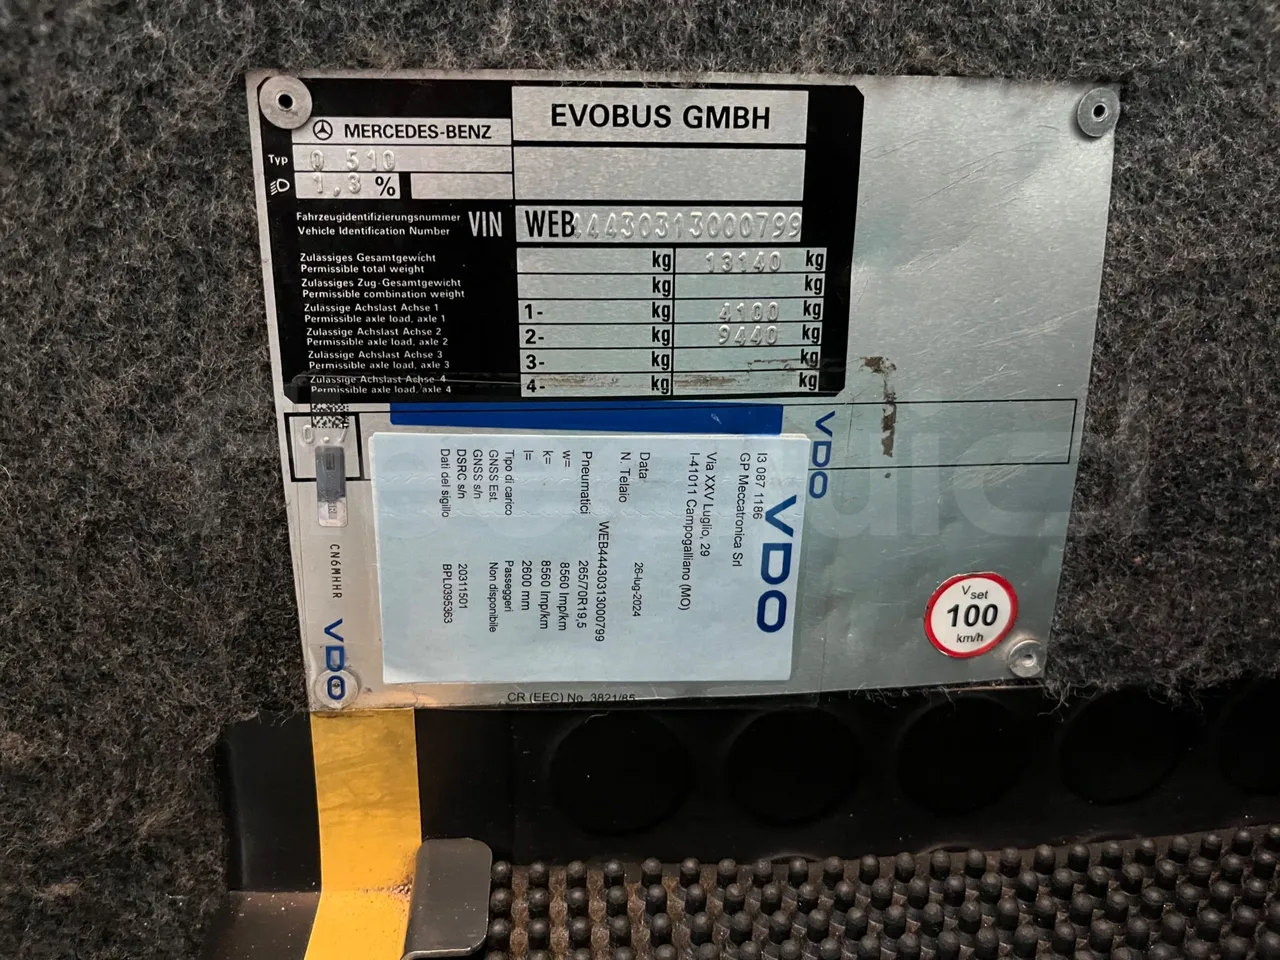 EVOBUS GMBH
MERCEDES-BENZ
Typ O 510
1,3 %
Fahrzeugidentifizierungsnummer
Vehicle Identification Number
VIN WEB44430313000799
Zulässiges Gesamtgewicht
Permissible total weight
kg 13140 kg
Zulässiges Zug-Gesamtgewicht
Permissible combination weight
kg kg
Zulässige Achslast Achse 1
Permissible axle load, axle 1
1- kg 4100 kg
Zulässige Achslast Achse 2
Permissible axle load, axle 2
2- kg 9440 kg
Zulässige Achslast Achse 3
Permissible axle load, axle 3
3- kg kg
Zulässige Achslast Achse 4
Permissible axle load, axle 4
4- kg kg
0.7
VDO
VDO
I3 087 1186
GP Meccatronica Srl
Via XXV Luglio, 29
I-41011 Campogalliano (MO)
Data 26-lug-2024
N. Telaio WEB44430313000799
Pneumatici 265/70R19,5
w= 8560 Imp/km
k= 8560 Imp/km
l= 2600 mm
Tipo di carico Passeggeri
GNSS Est. Non disponibile
GNSS s/n
DSRC s/n 20311501
Dati del sigillo BPL0395363
CN6MHHR
VDO
CR (EEC) No. 3821/85
Vset
100
km/h